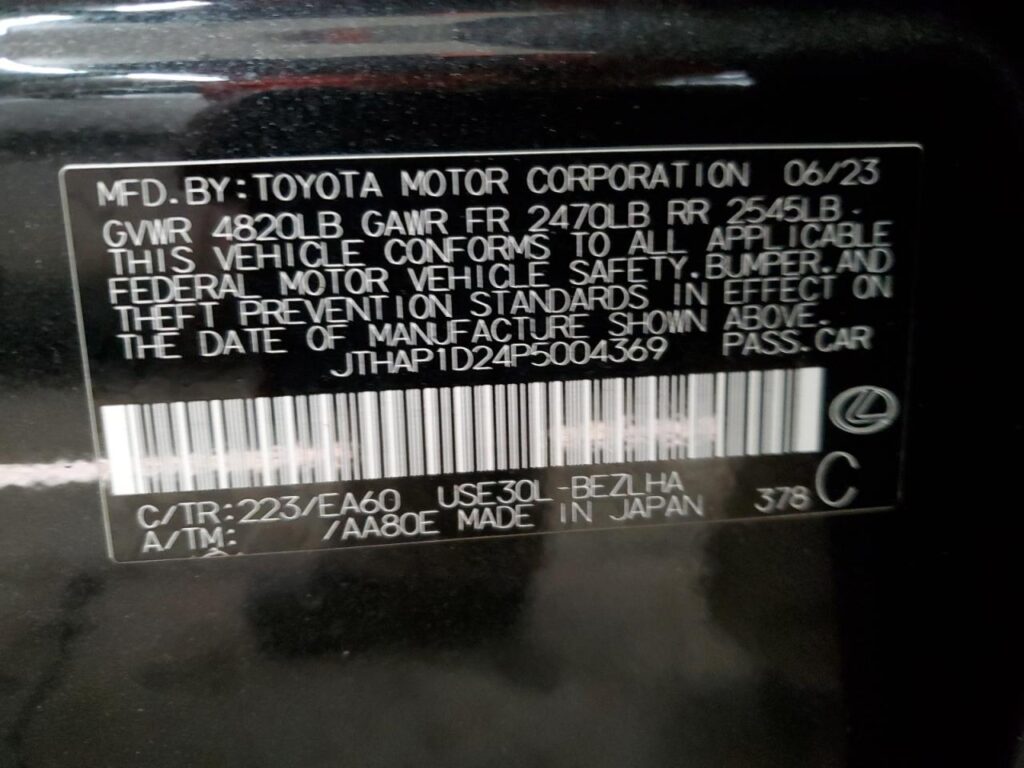 MFD. BY: TOYOTA MOTOR CORPORATION 06/23
GVWR 4820LB GAWR FR 2470LB RR 2545LB
THIS VEHICLE CONFORMS TO ALL APPLICABLE
FEDERAL MOTOR VEHICLE SAFETY, BUMPER, AND
THEFT PREVENTION STANDARDS IN EFFECT ON
THE DATE OF MANUFACTURE SHOWN ABOVE.
JTHAP1D24P5004369 PASS. CAR
C/TR: 223/EA60 USE30L-BEZLHA 378 C
A/TM: /AA80E MADE IN JAPAN